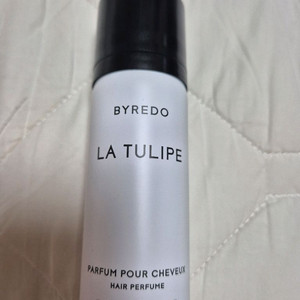 BYREDO
LA TULIPE
PARFUM POUR CHEVEUX
HAIR PERFUME